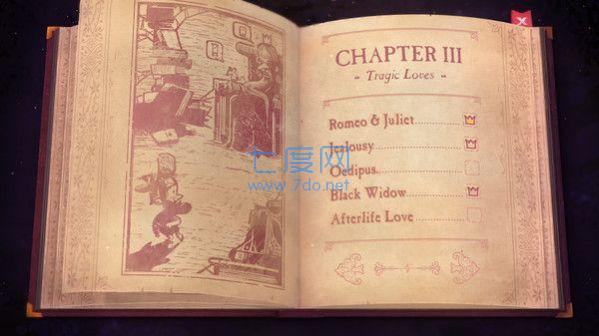 CHAPTER III
- Tragic Loves -
Romeo & Juliet
Jealousy
Oedipus
Black Widow
Afterlife Love
七度网
www.7do.net